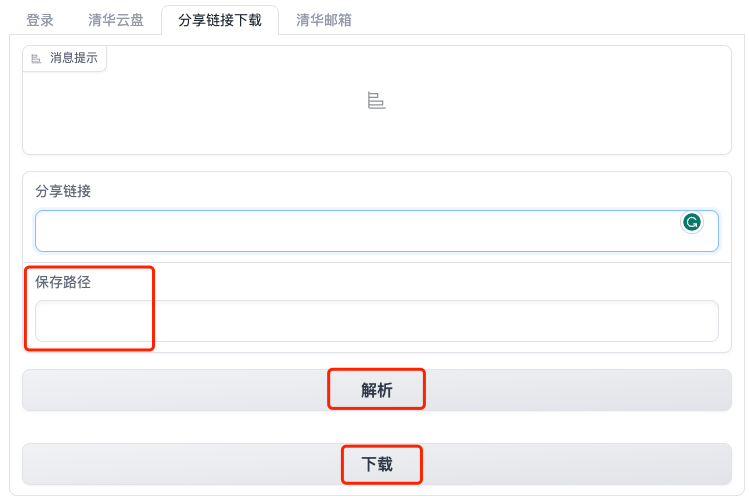 登录 清华云盘 分享链接下载 清华邮箱
消息提示
分享链接
保存路径
解析
下载